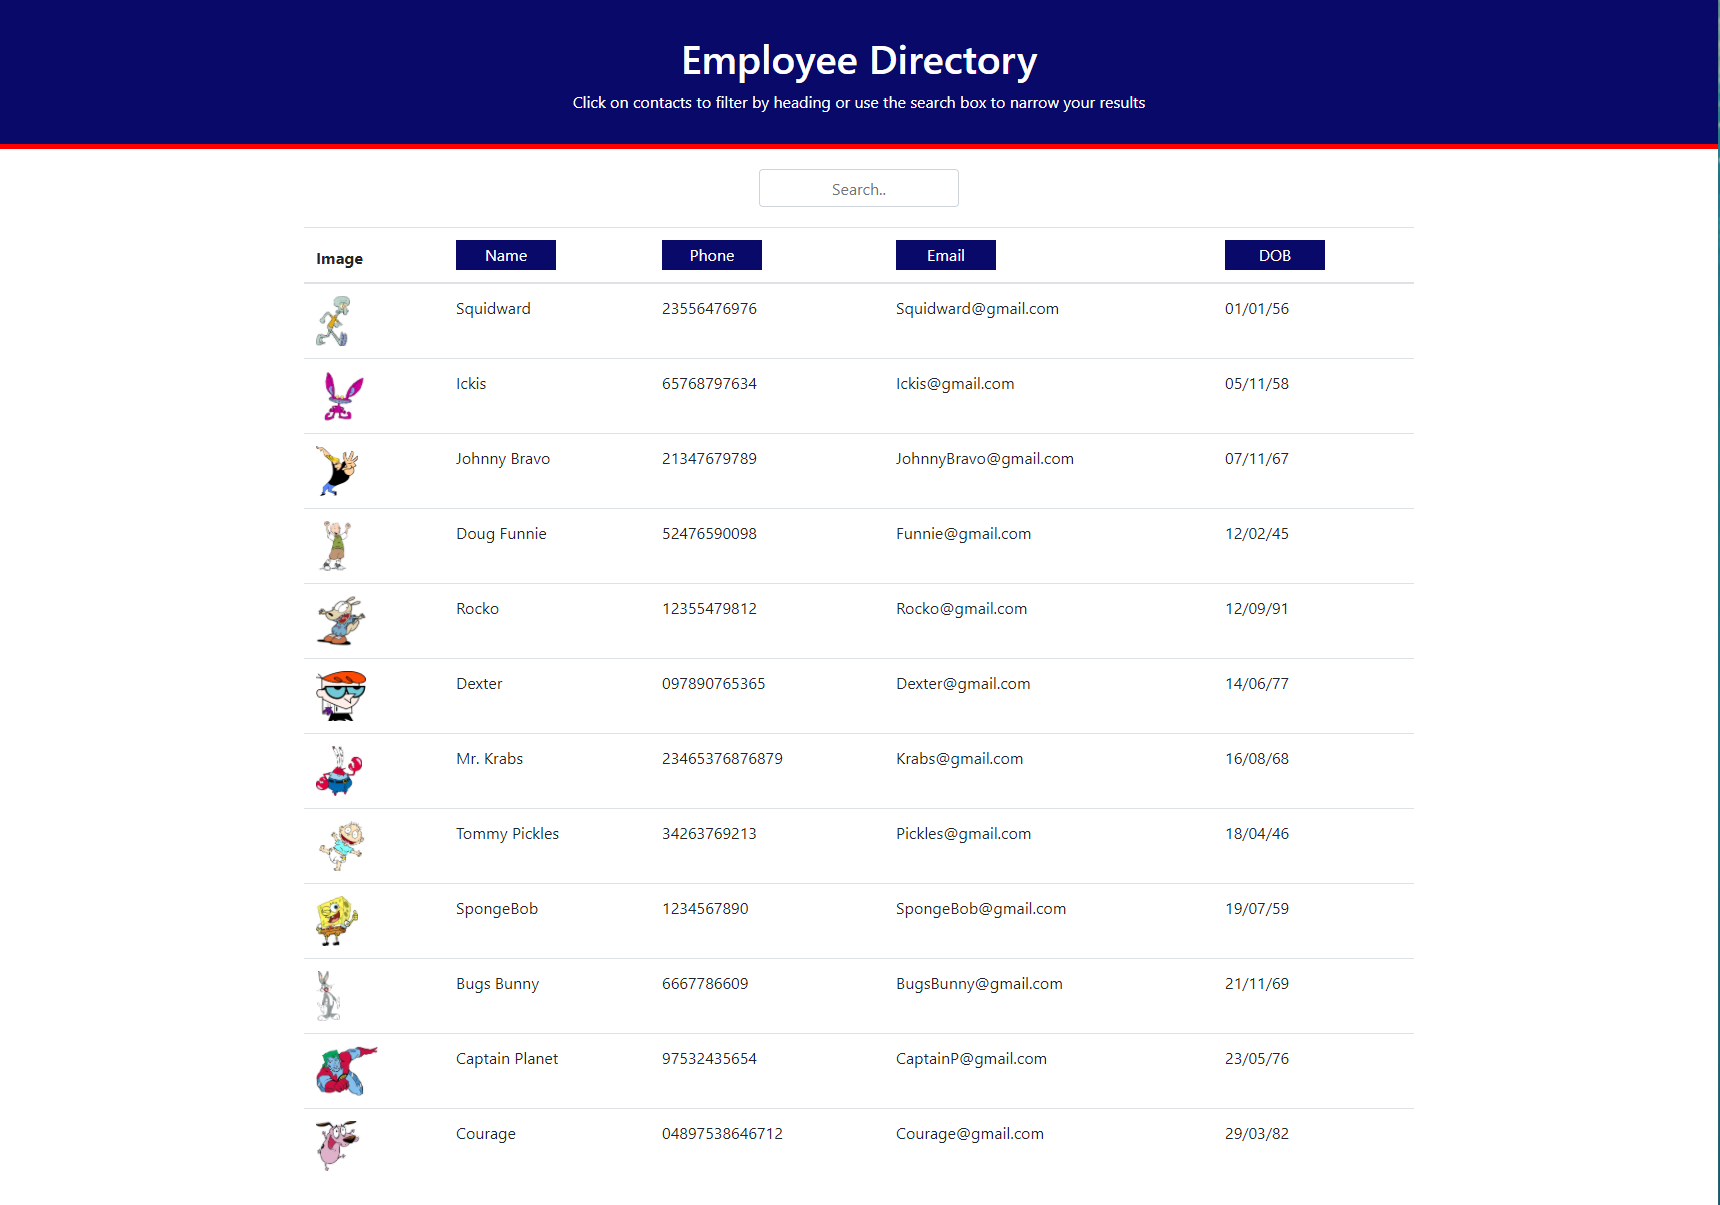 Employee Directory
Click on contacts to filter by heading or use the search box to narrow your results
Search..
Image Name Phone Email DOB
Squidward 23556476976 Squidward@gmail.com 01/01/56
Ickis 65768797634 Ickis@gmail.com 05/11/58
Johnny Bravo 21347679789 JohnnyBravo@gmail.com 07/11/67
Doug Funnie 52476590098 Funnie@gmail.com 12/02/45
Rocko 12355479812 Rocko@gmail.com 12/09/91
Dexter 097890765365 Dexter@gmail.com 14/06/77
Mr. Krabs 23465376876879 Krabs@gmail.com 16/08/68
Tommy Pickles 34263769213 Pickles@gmail.com 18/04/46
SpongeBob 1234567890 SpongeBob@gmail.com 19/07/59
Bugs Bunny 6667786609 BugsBunny@gmail.com 21/11/69
Captain Planet 97532435654 CaptainP@gmail.com 23/05/76
Courage 04897538646712 Courage@gmail.com 29/03/82